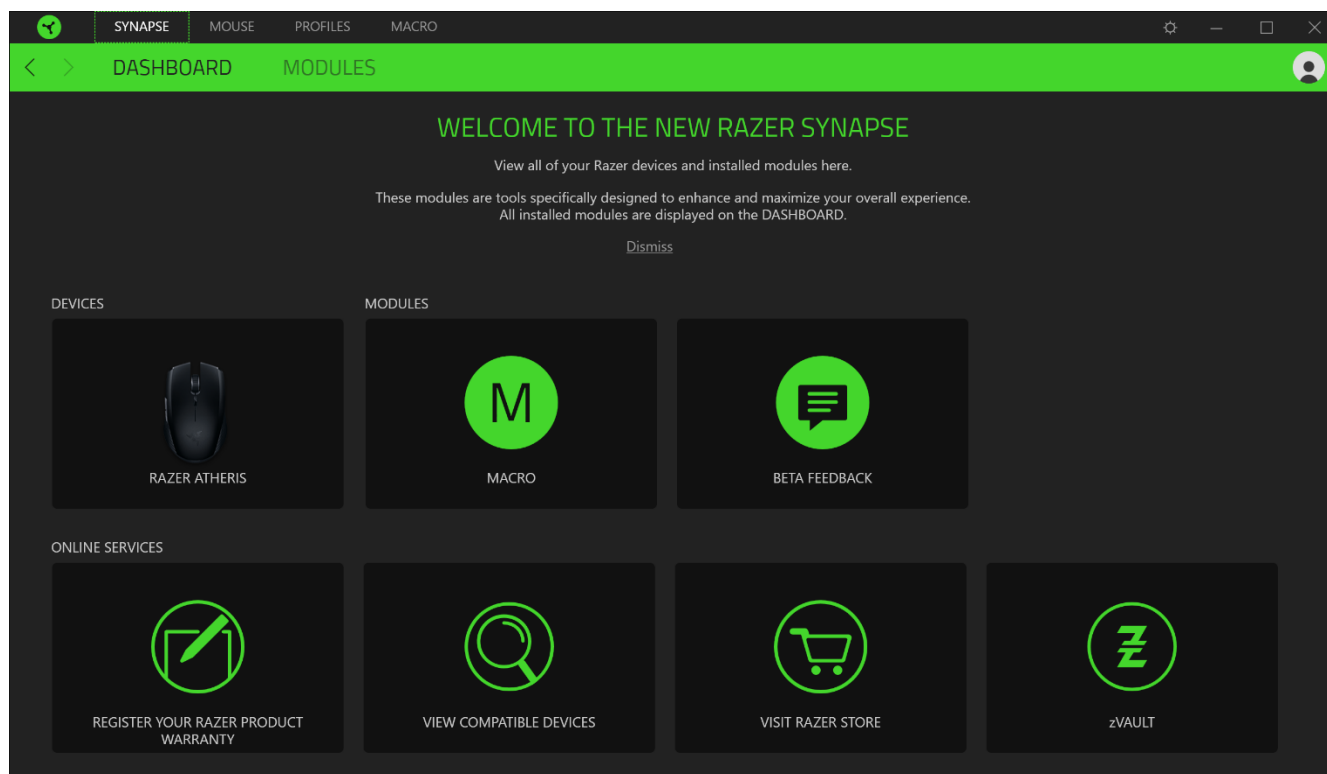 SYNAPSE MOUSE PROFILES MACRO
DASHBOARD MODULES
WELCOME TO THE NEW RAZER SYNAPSE
View all of your Razer devices and installed modules here.
These modules are tools specifically designed to enhance and maximize your overall experience.
All installed modules are displayed on the DASHBOARD.
Dismiss
DEVICES MODULES
M
RAZER ATHERIS MACRO BETA FEEDBACK
ONLINE SERVICES
REGISTER YOUR RAZER PRODUCT
WARRANTY
VIEW COMPATIBLE DEVICES
VISIT RAZER STORE
zVAULT